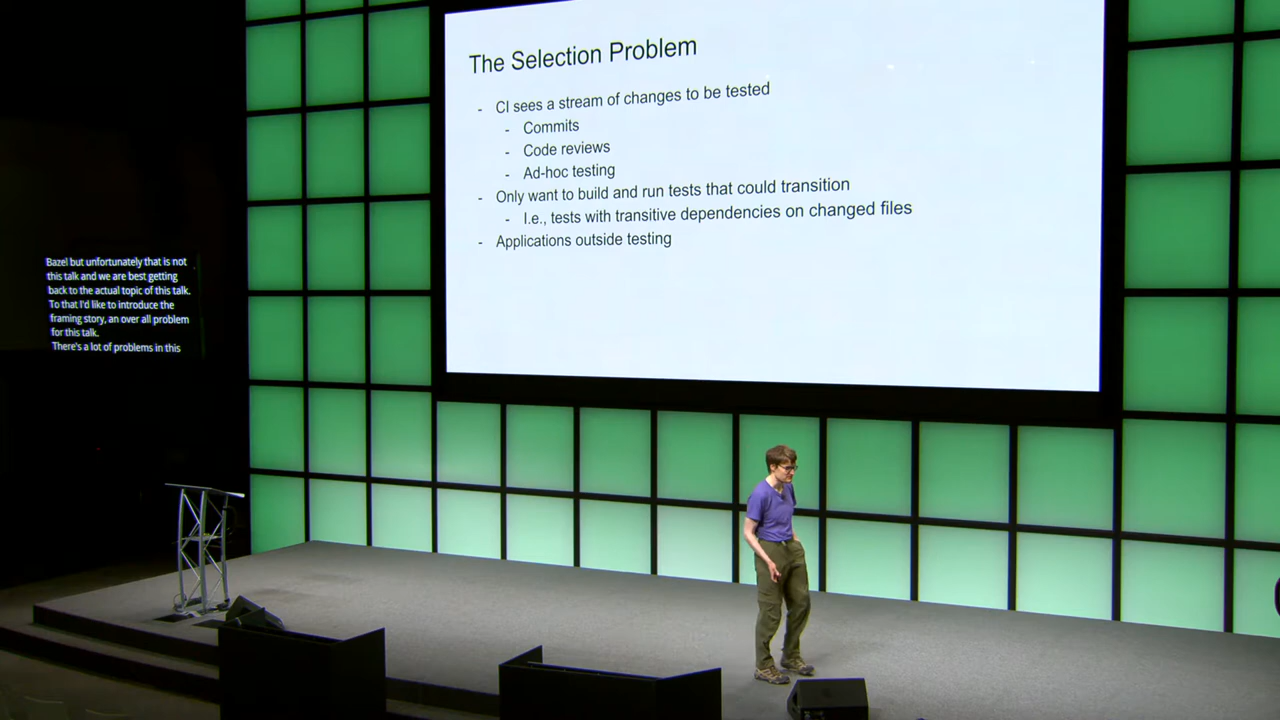 The Selection Problem
- CI sees a stream of changes to be tested
- Commits
- Code reviews
- Ad-hoc testing
- Only want to build and run tests that could transition
- I.e., tests with transitive dependencies on changed files
- Applications outside testing
Bazel but unfortunately that is not
this talk and we are best getting
back to the actual topic of this talk.
To that I'd like to introduce the
framing story, an over all problem
for this talk.
There's a lot of problems in this